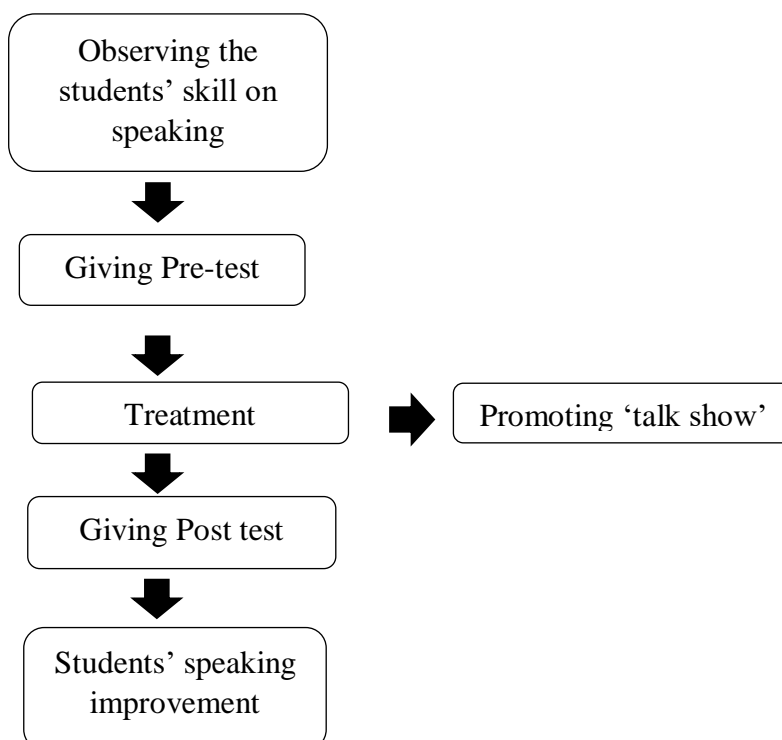 Observing the
students’ skill on
speaking
Giving Pre-test
Treatment
Promoting ‘talk show’
Giving Post test
Students’ speaking
improvement